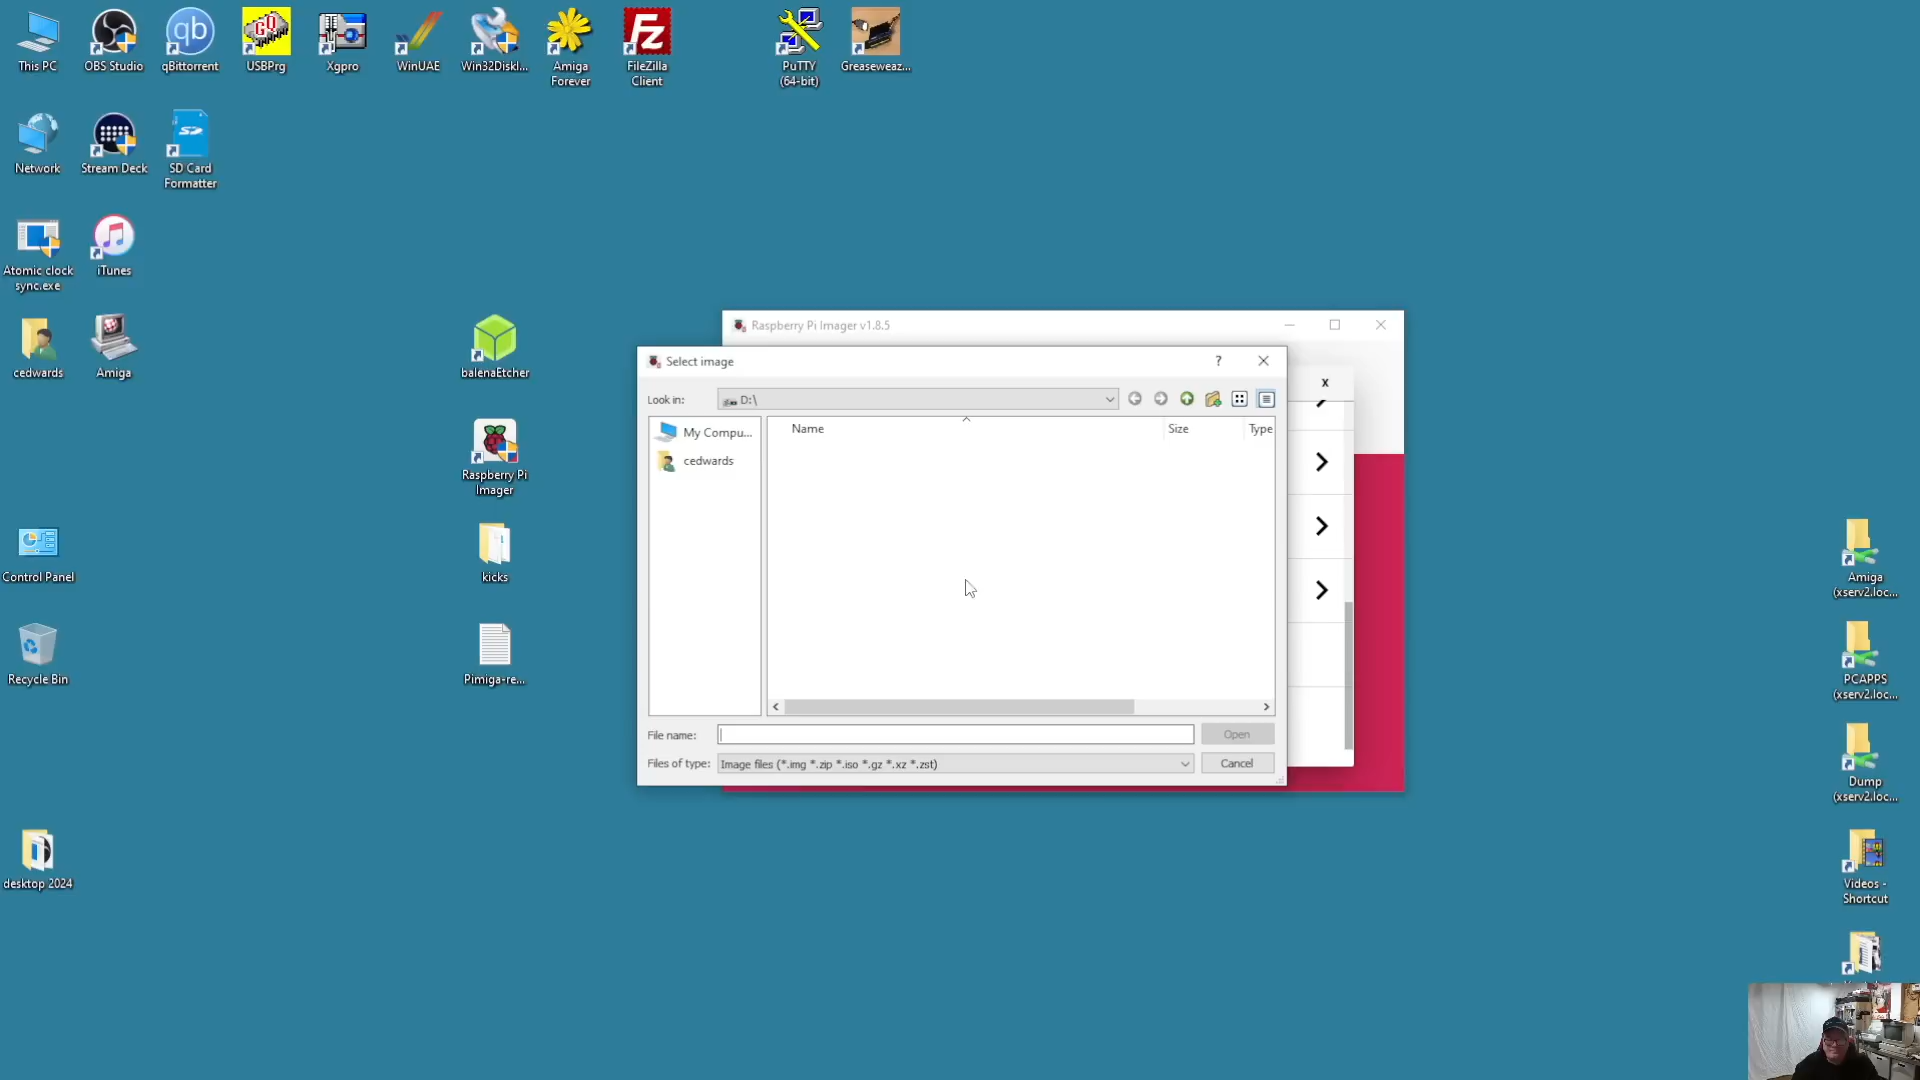 This PC
OBS Studio
qBittorrent
GQ
USBPrg
Xgpro
WinUAE
Win32DiskI...
Amiga
Forever
FileZilla
Client
PuTTY
(64-bit)
Greaseweaz...
Network
Stream Deck
SD Card
Formatter
Atomic clock
sync.exe
iTunes
cedwards
Amiga
balenaEtcher
Raspberry Pi
Imager
Control Panel
kicks
Recycle Bin
Pimiga-re...
desktop 2024
Raspberry Pi Imager v1.8.5
Select image
?
x
Look in:
D:\
My Compu...
cedwards
Name
Size
Type
File name:
Open
Files of type:
Image files (*.img *.zip *.iso *.gz *.xz *.zst)
Cancel
Amiga
(xserv2.loc...
PCAPPS
(xserv2.loc...
Dump
(xserv2.loc...
Videos -
Shortcut